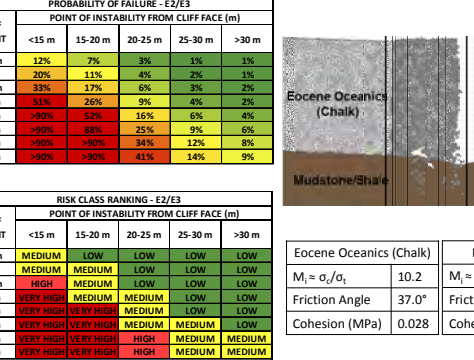 PROBABILITY OF FAILURE - E2/E3
POINT OF INSTABILITY FROM CLIFF FACE (m)
<15 m 15-20 m 20-25 m 25-30 m >30 m
12% 7% 3% 1% 1%
20% 11% 4% 2% 1%
33% 17% 6% 3% 2%
51% 26% 9% 4% 2%
>90% 52% 16% 6% 4%
>90% 88% 25% 9% 6%
>90% >90% 34% 12% 8%
>90% >90% 41% 14% 9%
RISK CLASS RANKING - E2/E3
POINT OF INSTABILITY FROM CLIFF FACE (m)
<15 m 15-20 m 20-25 m 25-30 m >30 m
MEDIUM LOW LOW LOW LOW
MEDIUM MEDIUM LOW LOW LOW
HIGH MEDIUM LOW LOW LOW
VERY HIGH MEDIUM MEDIUM LOW LOW
VERY HIGH VERY HIGH MEDIUM LOW LOW
VERY HIGH VERY HIGH MEDIUM MEDIUM LOW
VERY HIGH VERY HIGH HIGH MEDIUM MEDIUM
VERY HIGH VERY HIGH HIGH MEDIUM MEDIUM
Eocene Oceanics
(Chalk)
Mudstone/Shale
Eocene Oceanics (Chalk)
Mᵢ ≈ σc/σt 10.2
Friction Angle 37.0°
Cohesion (MPa) 0.028